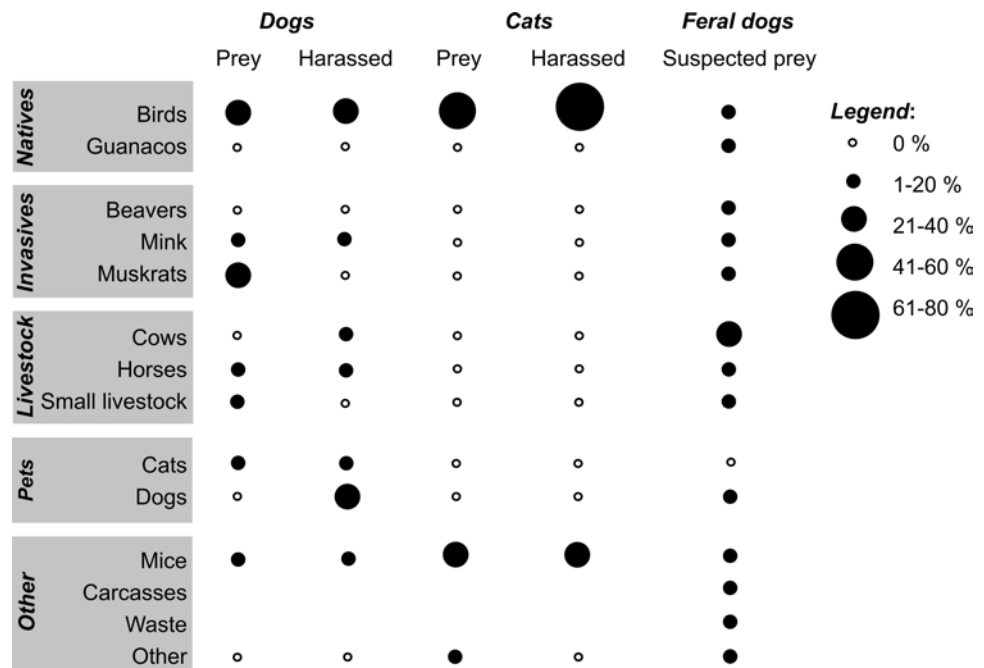 Dogs Cats Feral dogs
Prey Harassed Prey Harassed Suspected prey
Natives
Birds
Guanacos
Invasives
Beavers
Mink
Muskrats
Livestock
Cows
Horses
Small livestock
Pets
Cats
Dogs
Other
Mice
Carcasses
Waste
Other
Legend:
0 %
1-20 %
21-40 %
41-60 %
61-80 %